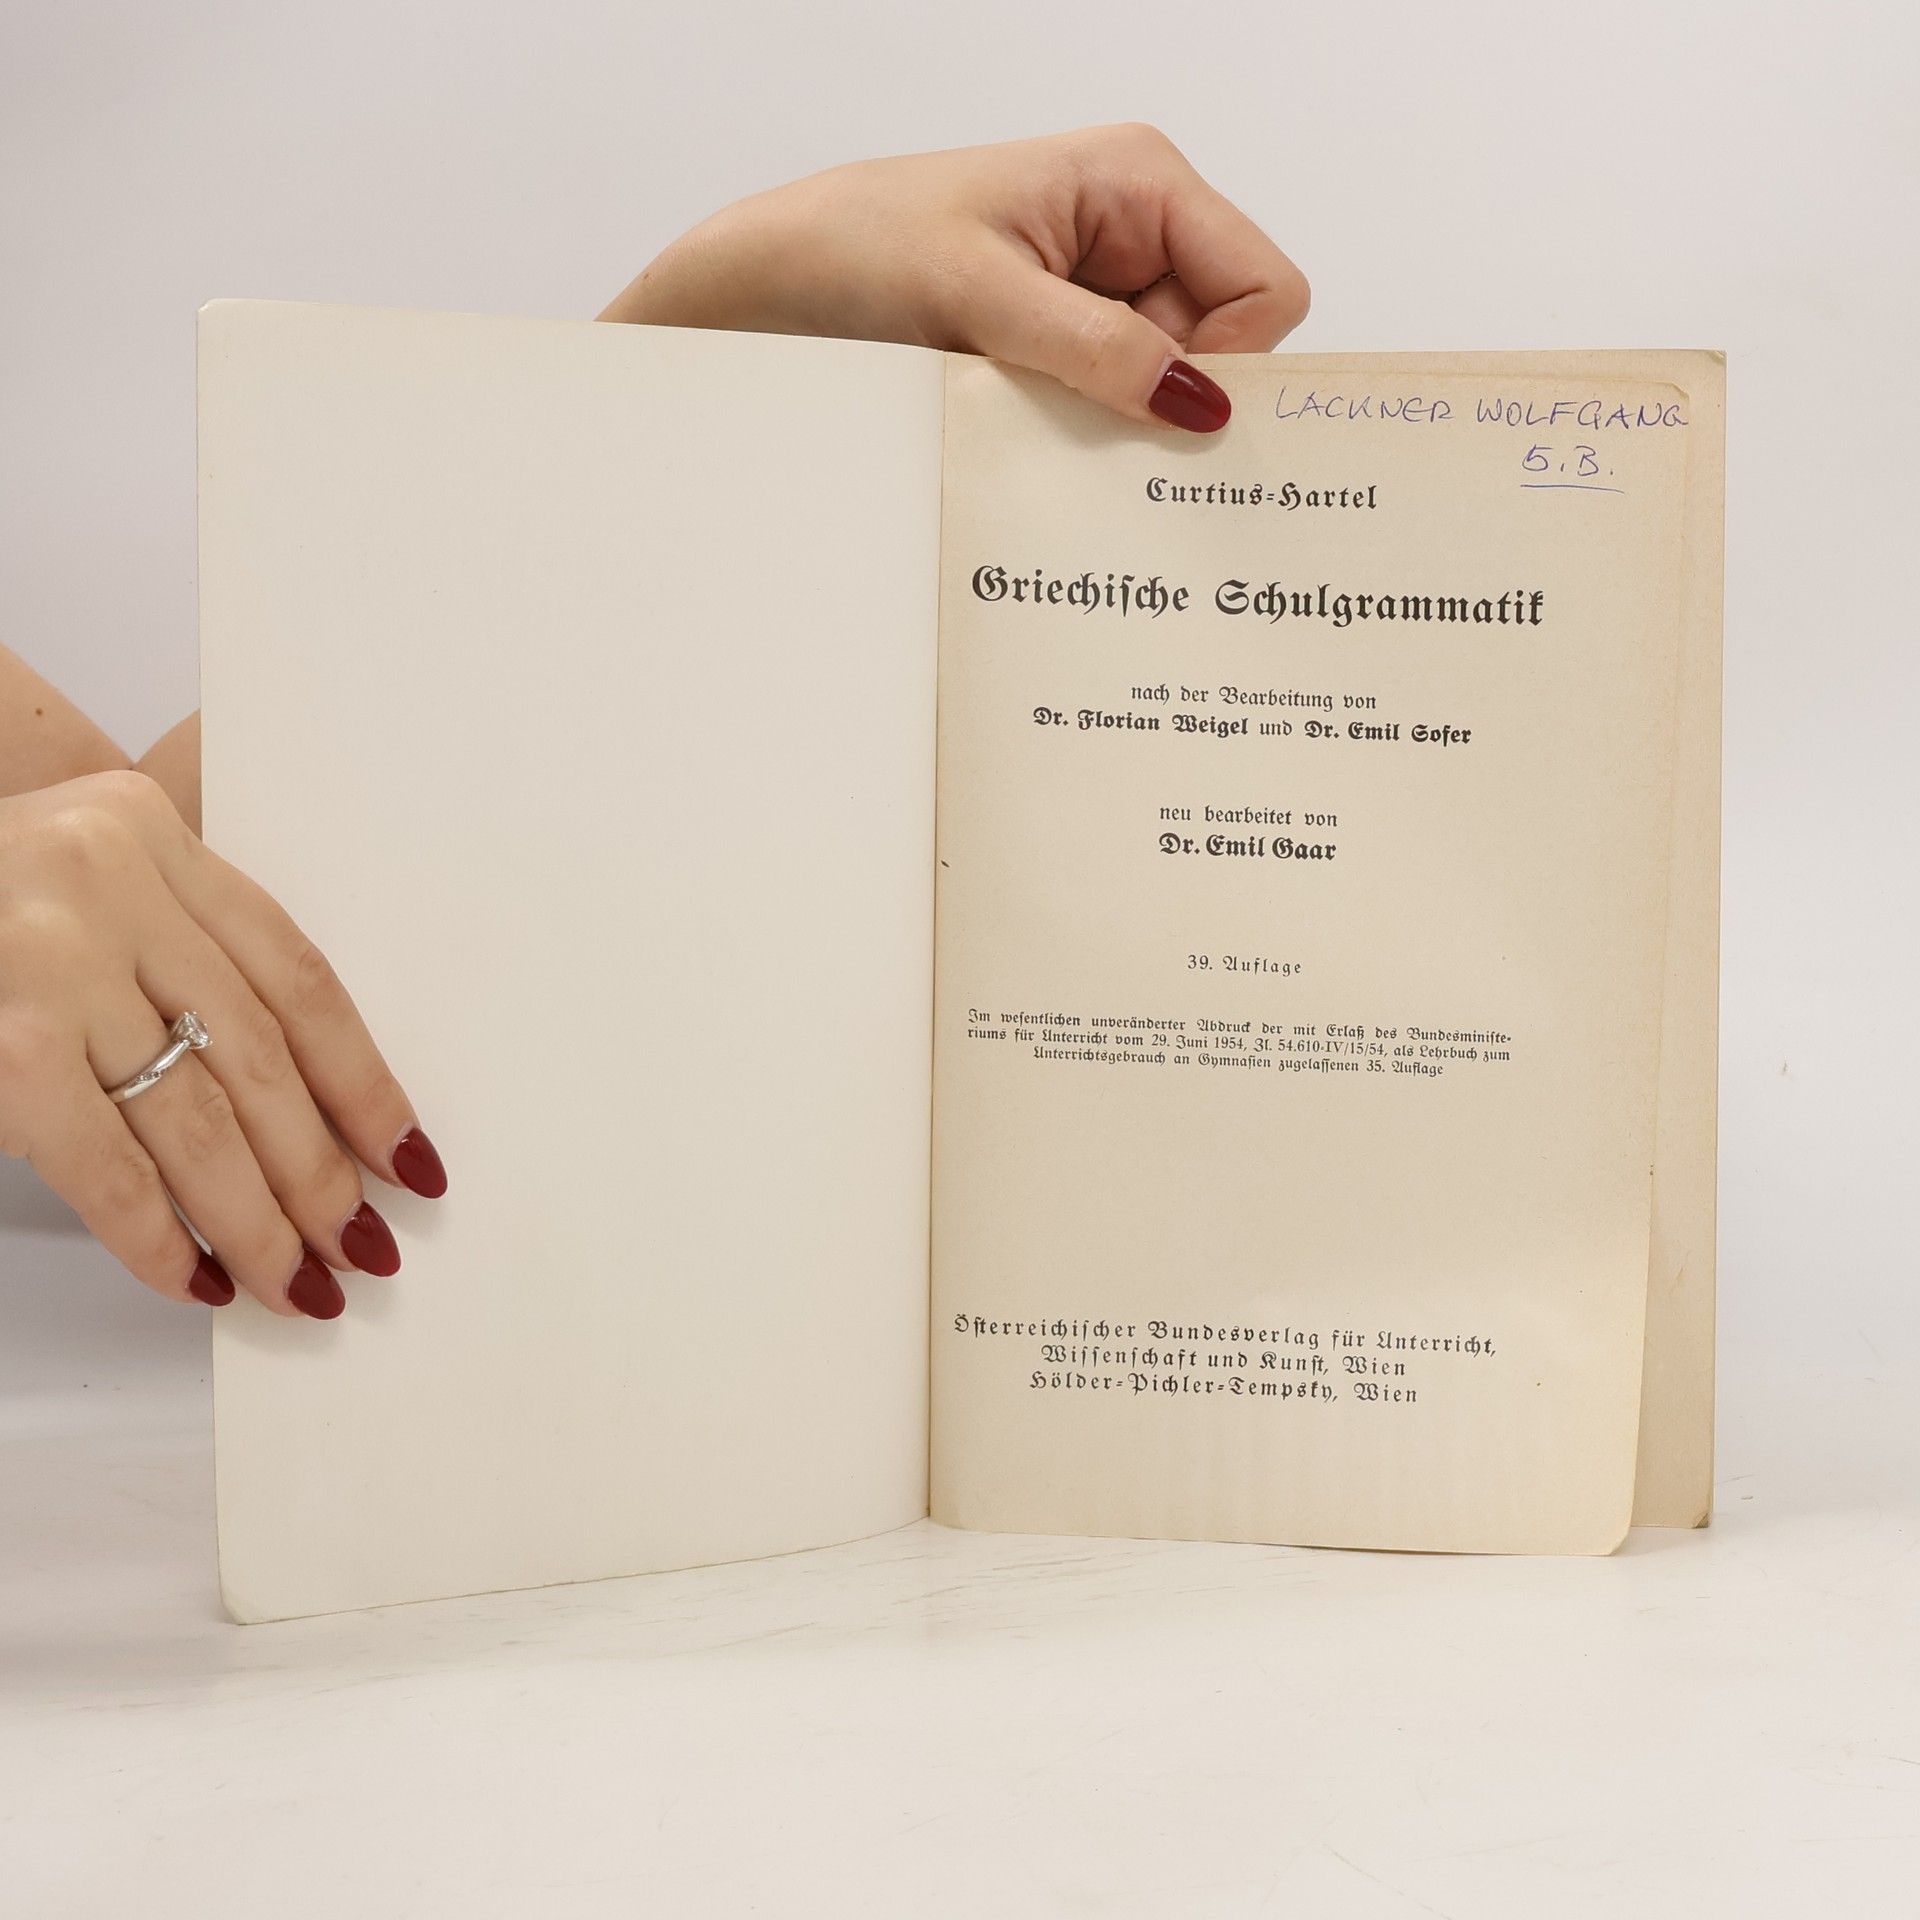 LACKNER WOLFGANG
5.B.
Curtius-Hartel
Griechiſche Schulgrammatik
nach der Bearbeitung von
Dr. Florian Weigel und Dr. Emil Sofer
neu bearbeitet von
Dr. Emil Gaar
39. Auflage
Im weſentlichen unveränderter Abdruck der mit Erlaß des Bundesminiſte-
riums für Unterricht vom 29. Juni 1954, Zl. 54.610-IV/15/54, als Lehrbuch zum
Unterrichtsgebrauch an Gymnaſien zugelaſſenen 35. Auflage
Öſterreichiſcher Bundesverlag für Unterricht,
Wiſſenſchaft und Kunſt, Wien
Hölder-Pichler-Tempsky, Wien